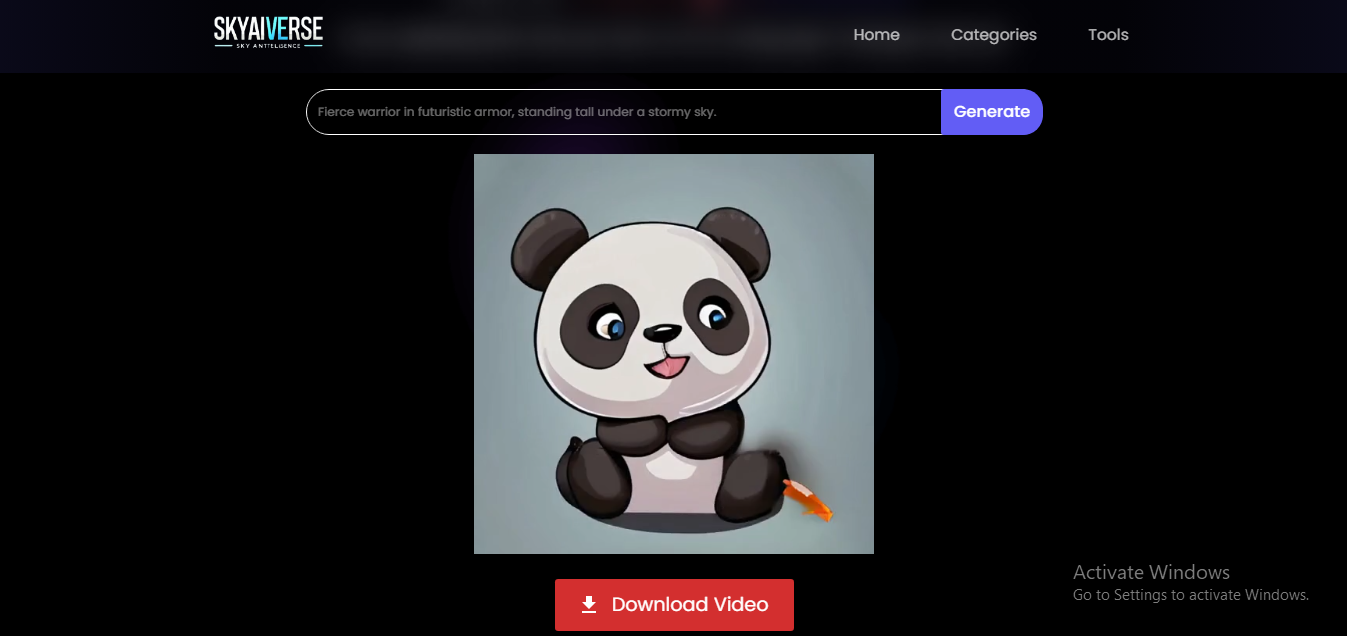 SKYAIVERSE
SKY ANTTELIGENCE
Home
Categories
Tools
Fierce warrior in futuristic armor, standing tall under a stormy sky.
Generate
Download Video
Activate Windows
Go to Settings to activate Windows.